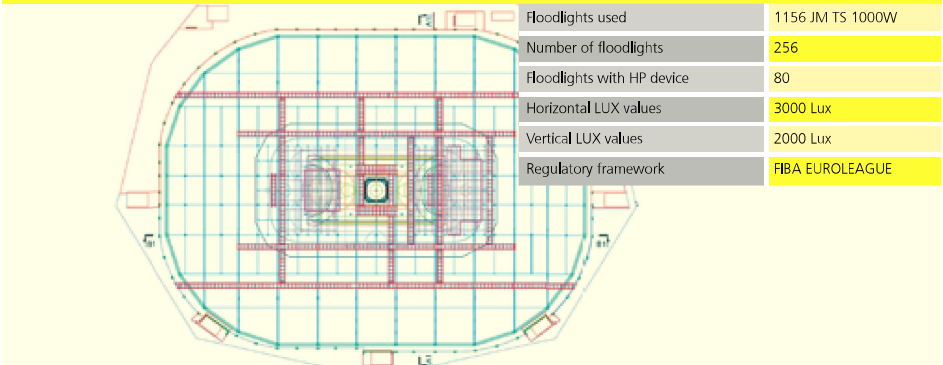 Floodlights used 1156 JM TS 1000W
Number of floodlights 256
Floodlights with HP device 80
Horizontal LUX values 3000 Lux
Vertical LUX values 2000 Lux
Regulatory framework FIBA EUROLEAGUE